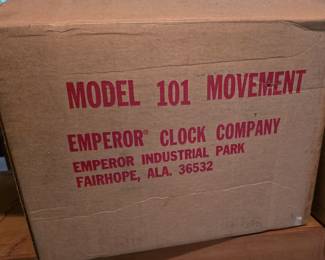 MODEL 101 MOVEMENT
EMPEROR® CLOCK COMPANY
EMPEROR INDUSTRIAL PARK
FAIRHOPE, ALA. 36532